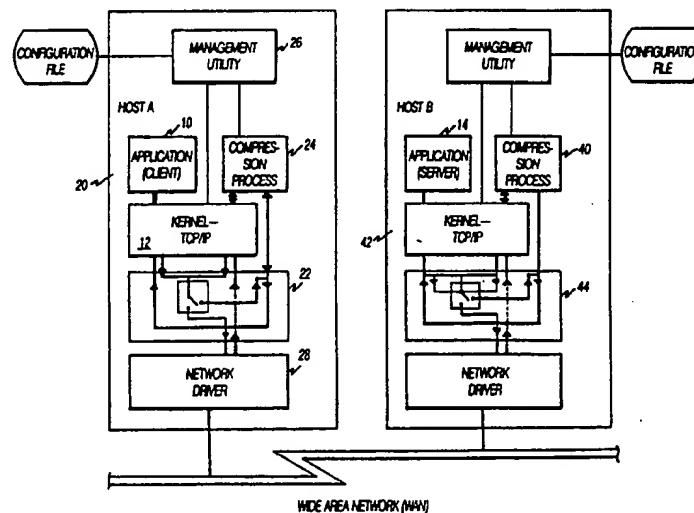 CONFIGURATION
FILE
MANAGEMENT
UTILITY
26
HOST A
10
APPLICATION
(CLIENT)
COMPRES-
SION
PROCESS
24
20
KERNEL—
TCP/IP
12
22
NETWORK
DRIVER
28
MANAGEMENT
UTILITY
CONFIGURATION
FILE
HOST B
14
APPLICATION
(SERVER)
COMPRES-
SION
PROCESS
40
KERNEL—
TCP/IP
42
44
NETWORK
DRIVER
WIDE AREA NETWORK (WAN)